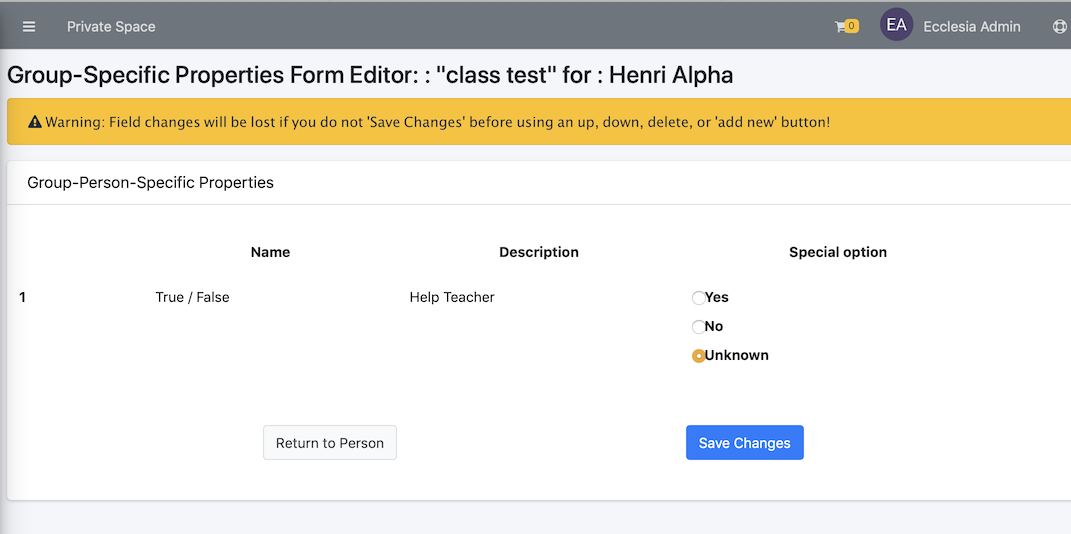 Private Space
0
EA
Ecclesia Admin
Group-Specific Properties Form Editor: : "class test" for : Henri Alpha
Warning: Field changes will be lost if you do not 'Save Changes' before using an up, down, delete, or 'add new' button!
Group-Person-Specific Properties
Name Description Special option
1 True / False Help Teacher Yes
No
Unknown
Return to Person Save Changes